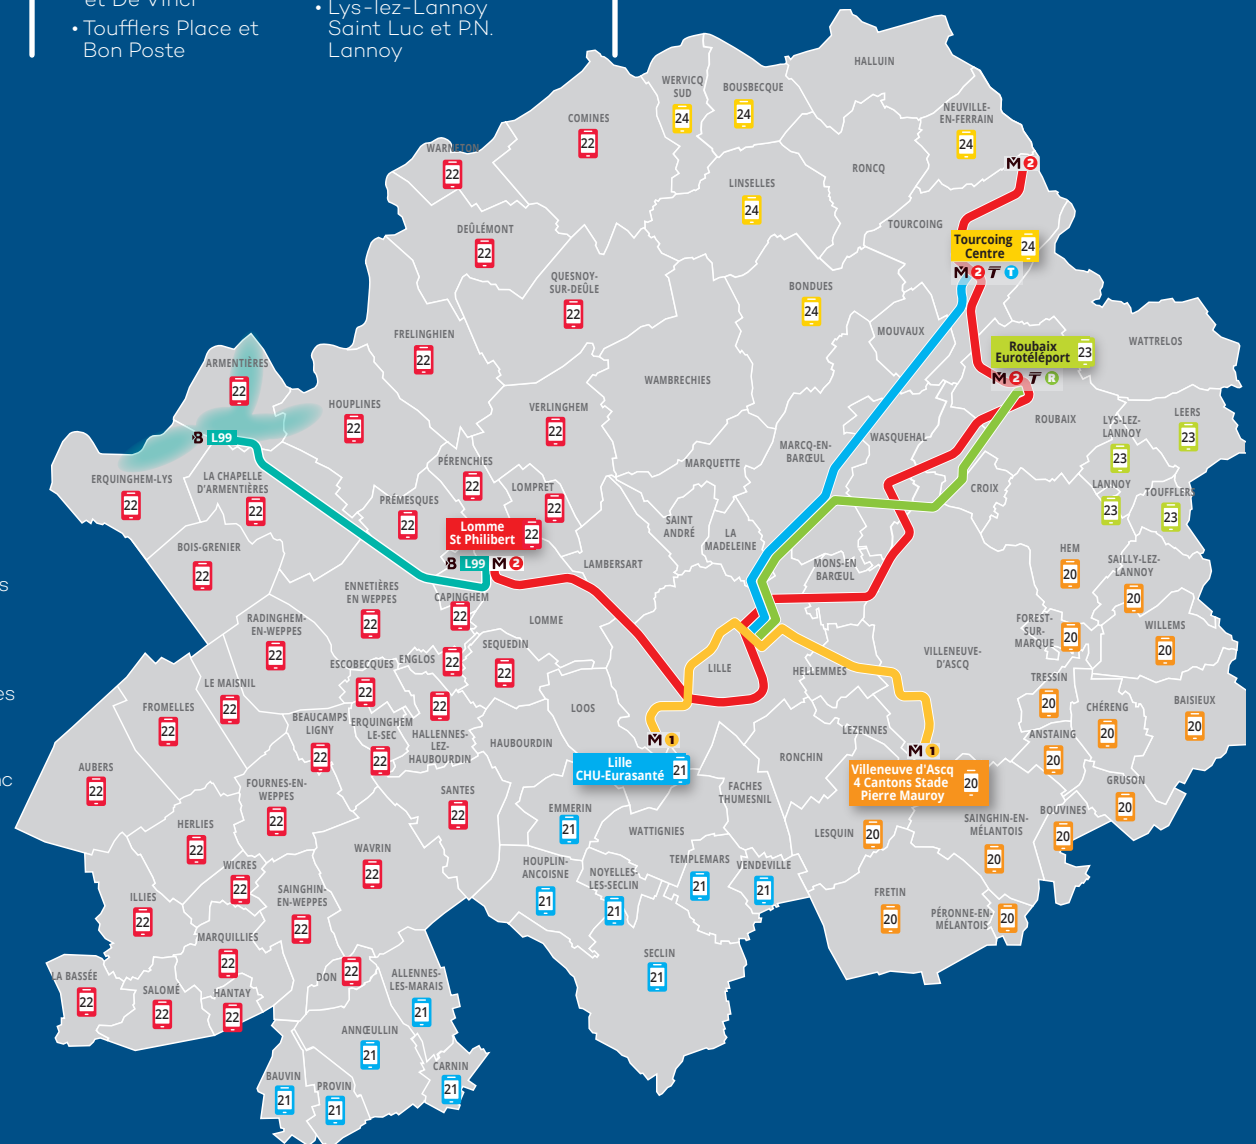 et De Vinci
• Toufflers Place et
Bon Poste
• Lys-lez-Lannoy
Saint Luc et P.N.
Lannoy
HALLUIN
WERVICQ
SUD
24
BOUSBECQUE
24
COMINES
22
NEUVILLE-
EN-FERRAIN
24
WARNETON
22
M 2
RONCQ
LINSELLES
24
TOURCOING
DEÛLÉMONT
22
Tourcoing
Centre
24
M 2 T T
QUESNOY-
SUR-DEÛLE
22
BONDUES
24
MOUVAUX
FRELINGHIEN
22
WATTRELOS
Roubaix
Eurotéléport
23
M 2 T R
ARMENTIÈRES
22
WAMBRECHIES
HOUPLINES
22
VERLINGHEM
22
ROUBAIX
LEERS
23
LYS-LEZ-
LANNOY
23
B L99
WASQUEHAL
MARCQ-EN-
BARŒUL
MARQUETTE
PÉRENCHIES
22
ERQUINGHEM-LYS
22
LA CHAPELLE
D'ARMENTIÈRES
22
LOMPRET
22
CROIX
LANNOY
23
TOUFFLERS
23
PRÉMESQUES
22
Lomme
St Philibert
22
SAINT
ANDRÉ
LA
MADELEINE
BOIS-GRENIER
22
B L99 M 2
LAMBERSART
MONS-EN
BARŒUL
HEM
20
SAILLY-LEZ-
LANNOY
20
ENNETIÈRES
EN WEPPES
22
CAPINGHEM
22
s
RADINGHEM-
EN-WEPPES
22
LOMME
FOREST-
SUR-
MARQUE
20
WILLEMS
20
SEQUEDIN
22
ESCOBECQUES
22
ENGLOS
22
LILLE
HELLEMMES
VILLENEUVE-
D'ASCQ
TRESSIN
20
LE MAISNIL
22
es
FROMELLES
22
BEAUCAMPS
LIGNY
22
ERQUINGHEM
LE-SEC
22
22
HALLENNES-
LEZ-
HAUBOURDIN
LOOS
CHÉRENG
20
BAISIEUX
20
LEZENNES
ANSTAING
20
HAUBOURDIN
M 1
M 1
RONCHIN
AUBERS
22
Lille
CHU-Eurasanté
21
Villeneuve d'Ascq
4 Cantons Stade
Pierre Mauroy
20
nc
FOURNES-EN-
WEPPES
22
SANTES
22
FACHES
THUMESNIL
GRUSON
20
EMMERIN
21
BOUVINES
20
HERLIES
22
WATTIGNIES
LESQUIN
20
SAINGHIN-EN-
MÉLANTOIS
20
WAVRIN
22
WICRES
22
HOUPLIN-
ANCOISNE
21
NOYELLES-
LES-SECLIN
21
TEMPLEMARS
21
VENDEVILLE
21
ILLIES
22
SAINGHIN-
EN-WEPPES
22
FRETIN
20
PÉRONNE-EN-
MÉLANTOIS
20
MARQUILLIES
22
SECLIN
21
LA BASSÉE
22
DON
22
ALLENNES-
LES-MARAIS
21
SALOMÉ
22
HANTAY
22
ANNŒULLIN
21
CARNIN
21
BAUVIN
21
PROVIN
21